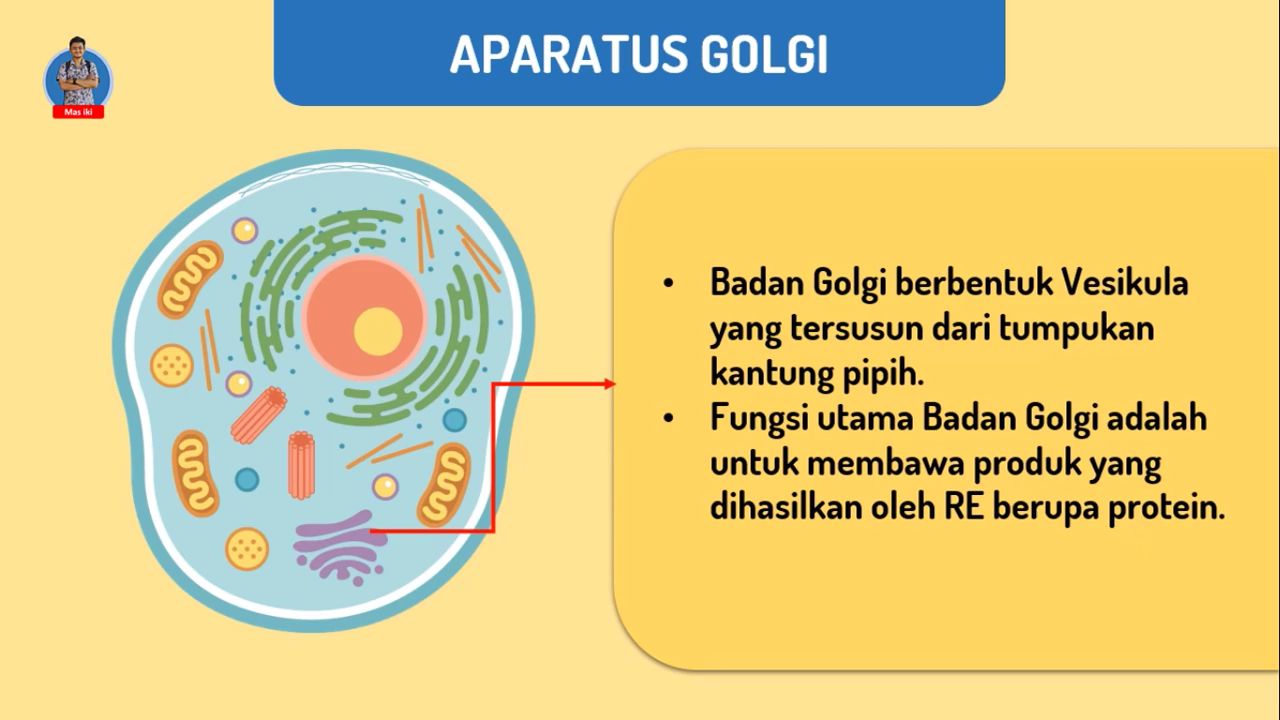 APARATUS GOLGI
Mas iki
• Badan Golgi berbentuk Vesikula
yang tersusun dari tumpukan
kantung pipih.
• Fungsi utama Badan Golgi adalah
untuk membawa produk yang
dihasilkan oleh RE berupa protein.